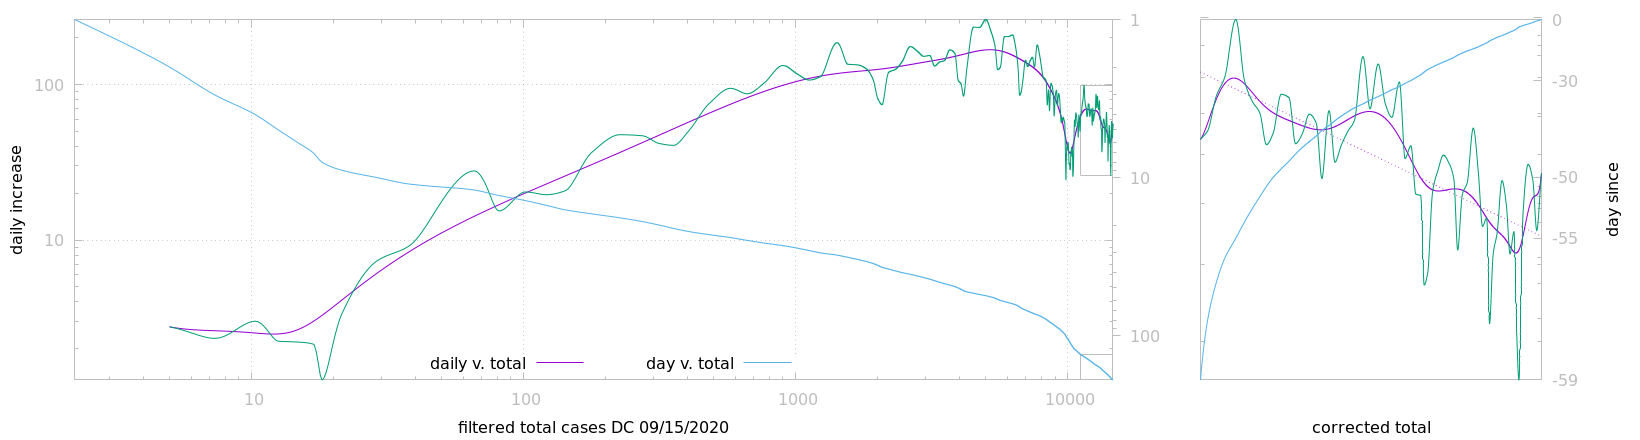 daily increase
100
10
1
10
100
daily v. total
day v. total
10
100
1000
10000
filtered total cases DC 09/15/2020
0
-30
-50
-55
-59
day since
corrected total